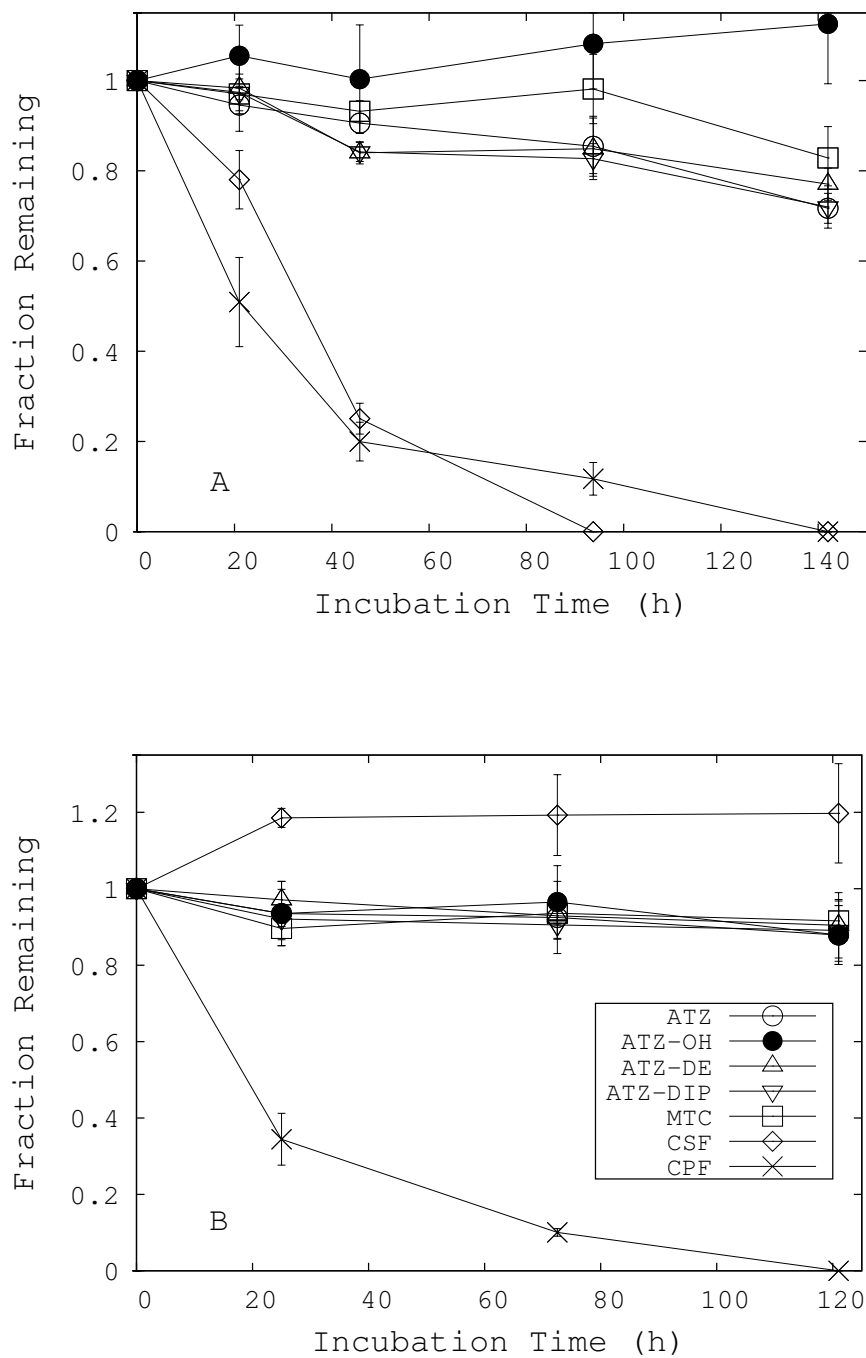 1
0.8
0.6
0.4
0.2
0
Fraction Remaining
A
0 20 40 60 80 100 120 140
Incubation Time (h)
1.2
1
0.8
0.6
0.4
0.2
0
Fraction Remaining
ATZ
ATZ-OH
ATZ-DE
ATZ-DIP
MTC
CSF
CPF
B
0 20 40 60 80 100 120
Incubation Time (h)